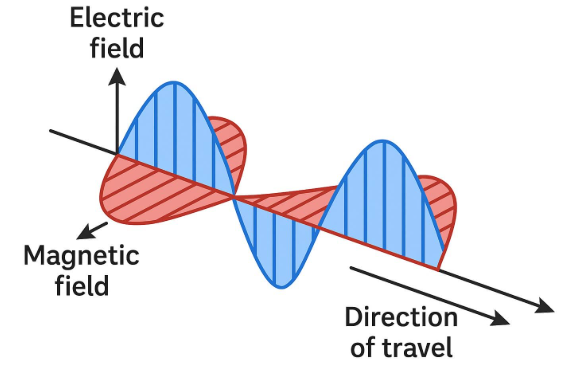 Electric
field
Magnetic
field
Direction
of travel